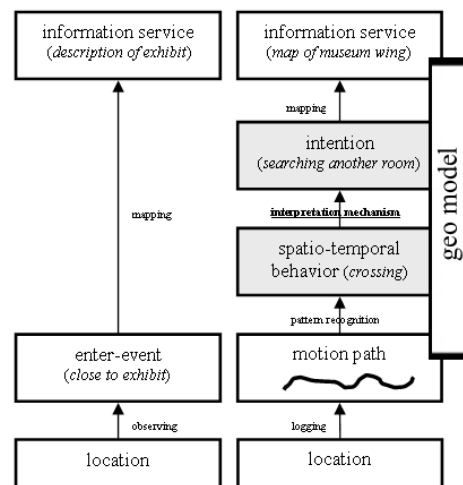 information service
(description of exhibit)
mapping
enter-event
(close to exhibit)
observing
location
information service
(map of museum wing)
mapping
intention
(searching another room)
interpretation mechanism
spatio-temporal
behavior (crossing)
pattern recognition
motion path
logging
location
geo model